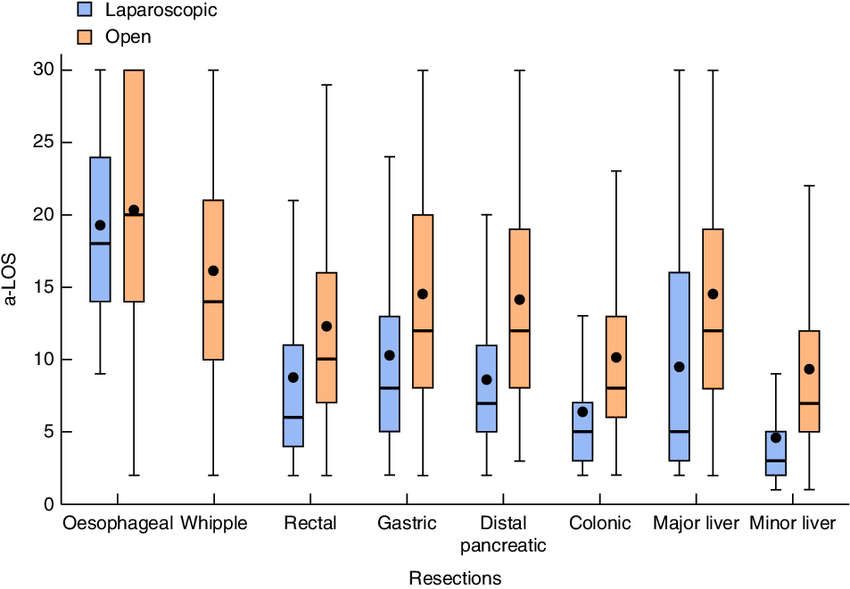 Laparoscopic
Open
30
25
20
15
10
5
0
a-LOS
Oesophageal Whipple Rectal Gastric Distal pancreatic Colonic Major liver Minor liver
Resections